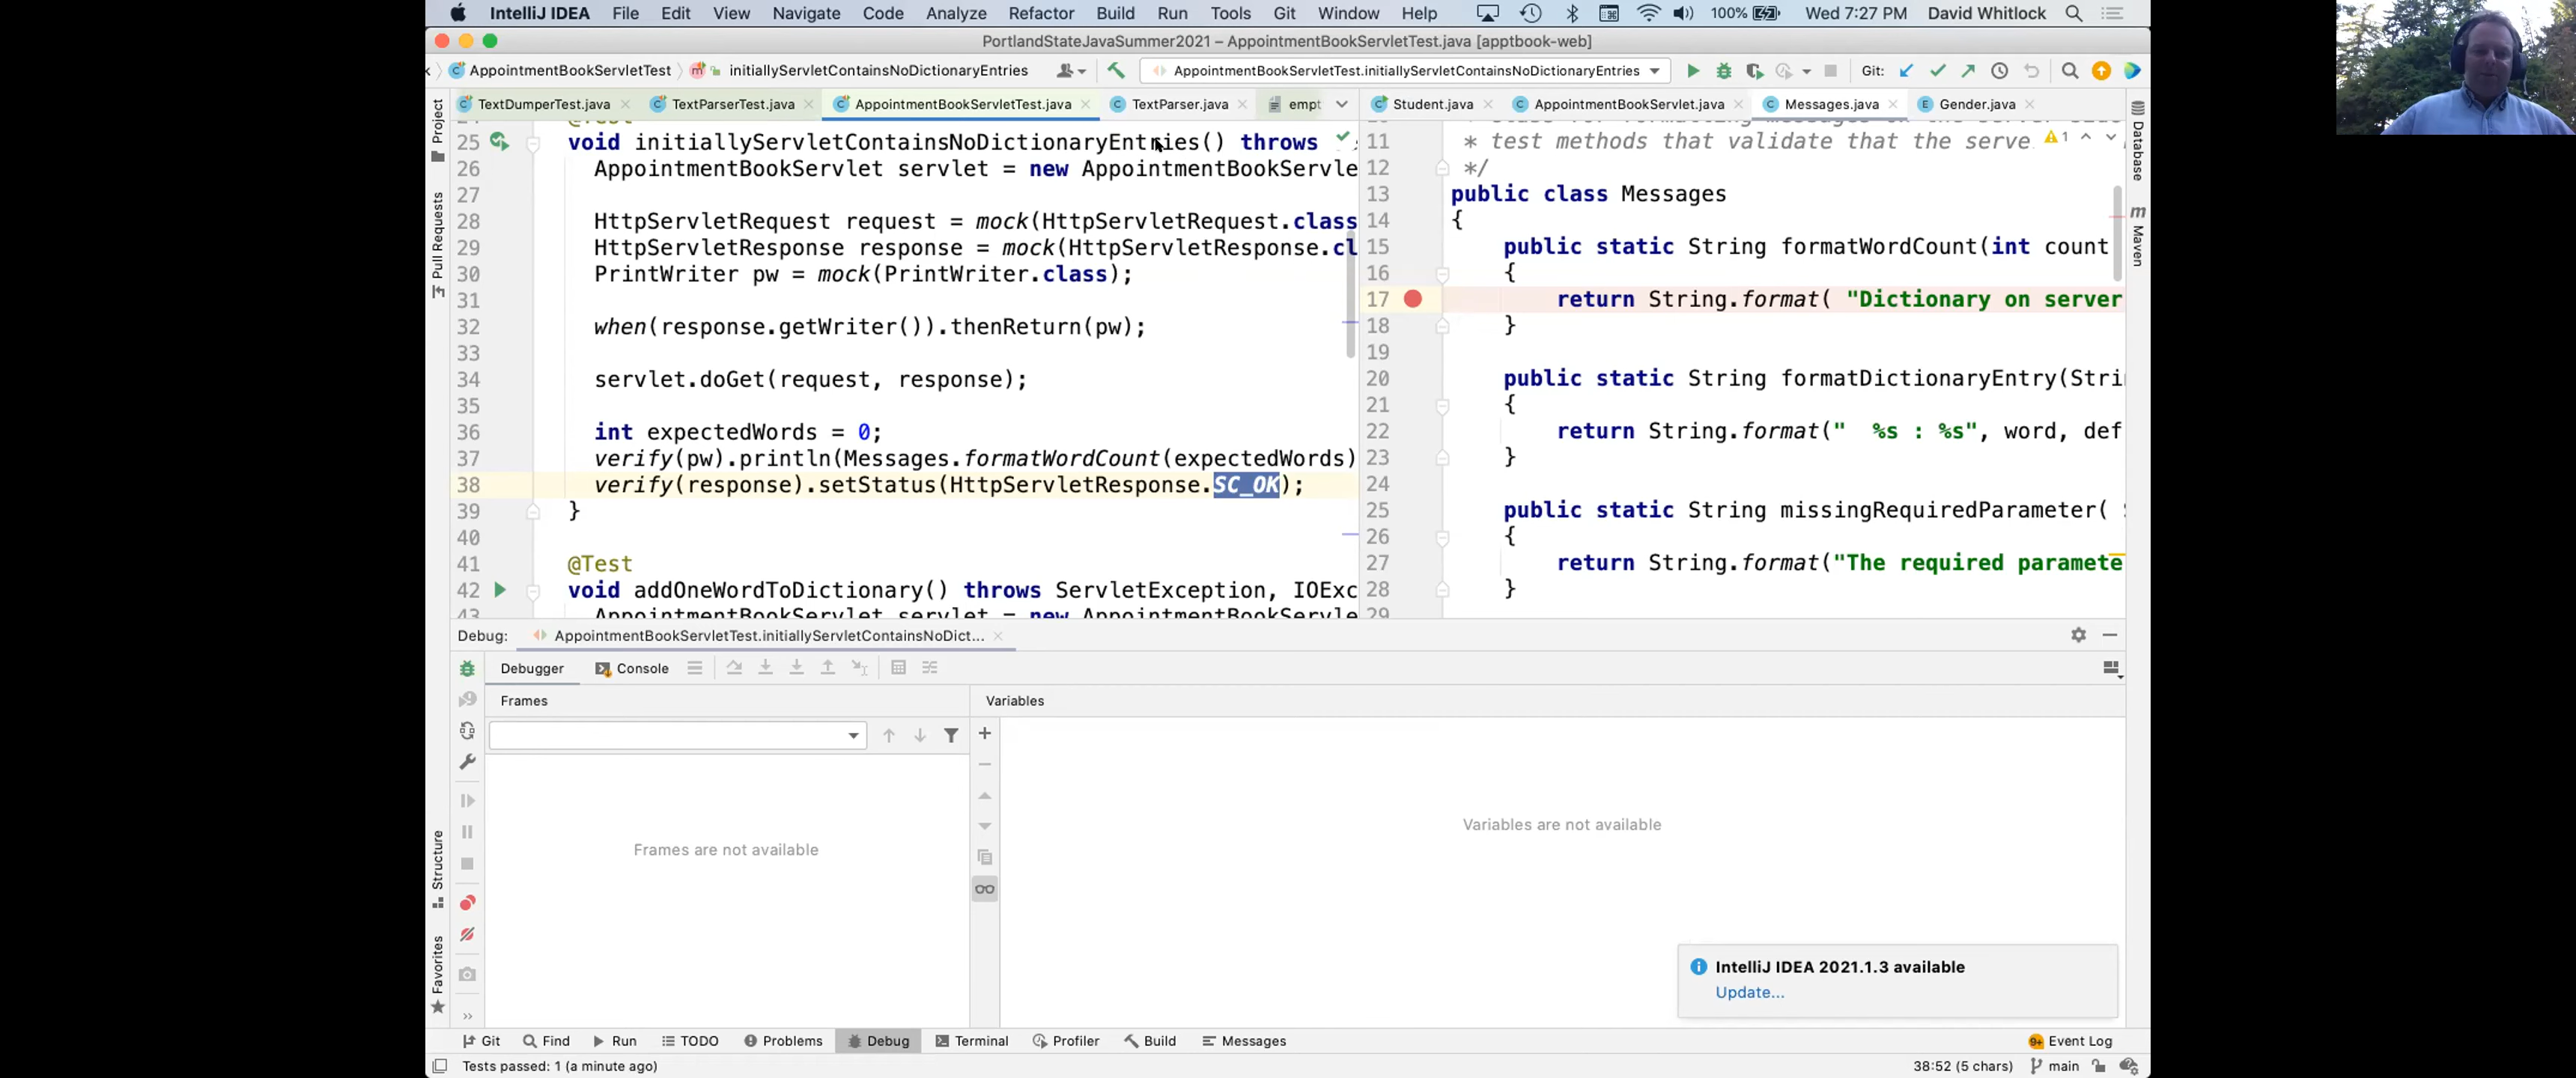 IntelliJ IDEA File Edit View Navigate Code Analyze Refactor Build Run Tools Git Window Help 100% Wed 7:27 PM David Whitlock
PortlandStateJavaSummer2021 – AppointmentBookServletTest.java [apptbook-web]
AppointmentBookServletTest initiallyServletContainsNoDictionaryEntries AppointmentBookServletTest.initiallyServletContainsNoDictionaryEntries Git:
TextDumperTest.java TextParserTest.java AppointmentBookServletTest.java TextParser.java empt Student.java AppointmentBookServlet.java Messages.java Gender.java
@Test
25 void initiallyServletContainsNoDictionaryEntries() throws
26 AppointmentBookServlet servlet = new AppointmentBookServle
27
28 HttpServletRequest request = mock(HttpServletRequest.class
29 HttpServletResponse response = mock(HttpServletResponse.cl
30 PrintWriter pw = mock(PrintWriter.class);
31
32 when(response.getWriter()).thenReturn(pw);
33
34 servlet.doGet(request, response);
35
36 int expectedWords = 0;
37 verify(pw).println(Messages.formatWordCount(expectedWords)
38 verify(response).setStatus(HttpServletResponse.SC_OK);
39 }
40
41 @Test
42 void addOneWordToDictionary() throws ServletException, IOExc
43 AppointmentBookServlet servlet = new AppointmentBookServle
11 * test methods that validate that the serve 1
12 */
13 public class Messages
14 {
15 public static String formatWordCount(int count
16 {
17 return String.format( "Dictionary on server
18 }
19
20 public static String formatDictionaryEntry(Stri
21 {
22 return String.format(" %s : %s", word, def
23 }
24
25 public static String missingRequiredParameter(
26 {
27 return String.format("The required paramete
28 }
29
Project
Pull Requests
Structure
Favorites
Database
Maven
Debug: AppointmentBookServletTest.initiallyServletContainsNoDict...
Debugger Console
Frames Variables
Frames are not available
Variables are not available
IntelliJ IDEA 2021.1.3 available
Update...
Git Find Run TODO Problems Debug Terminal Profiler Build Messages 9+ Event Log
Tests passed: 1 (a minute ago) 38:52 (5 chars) main